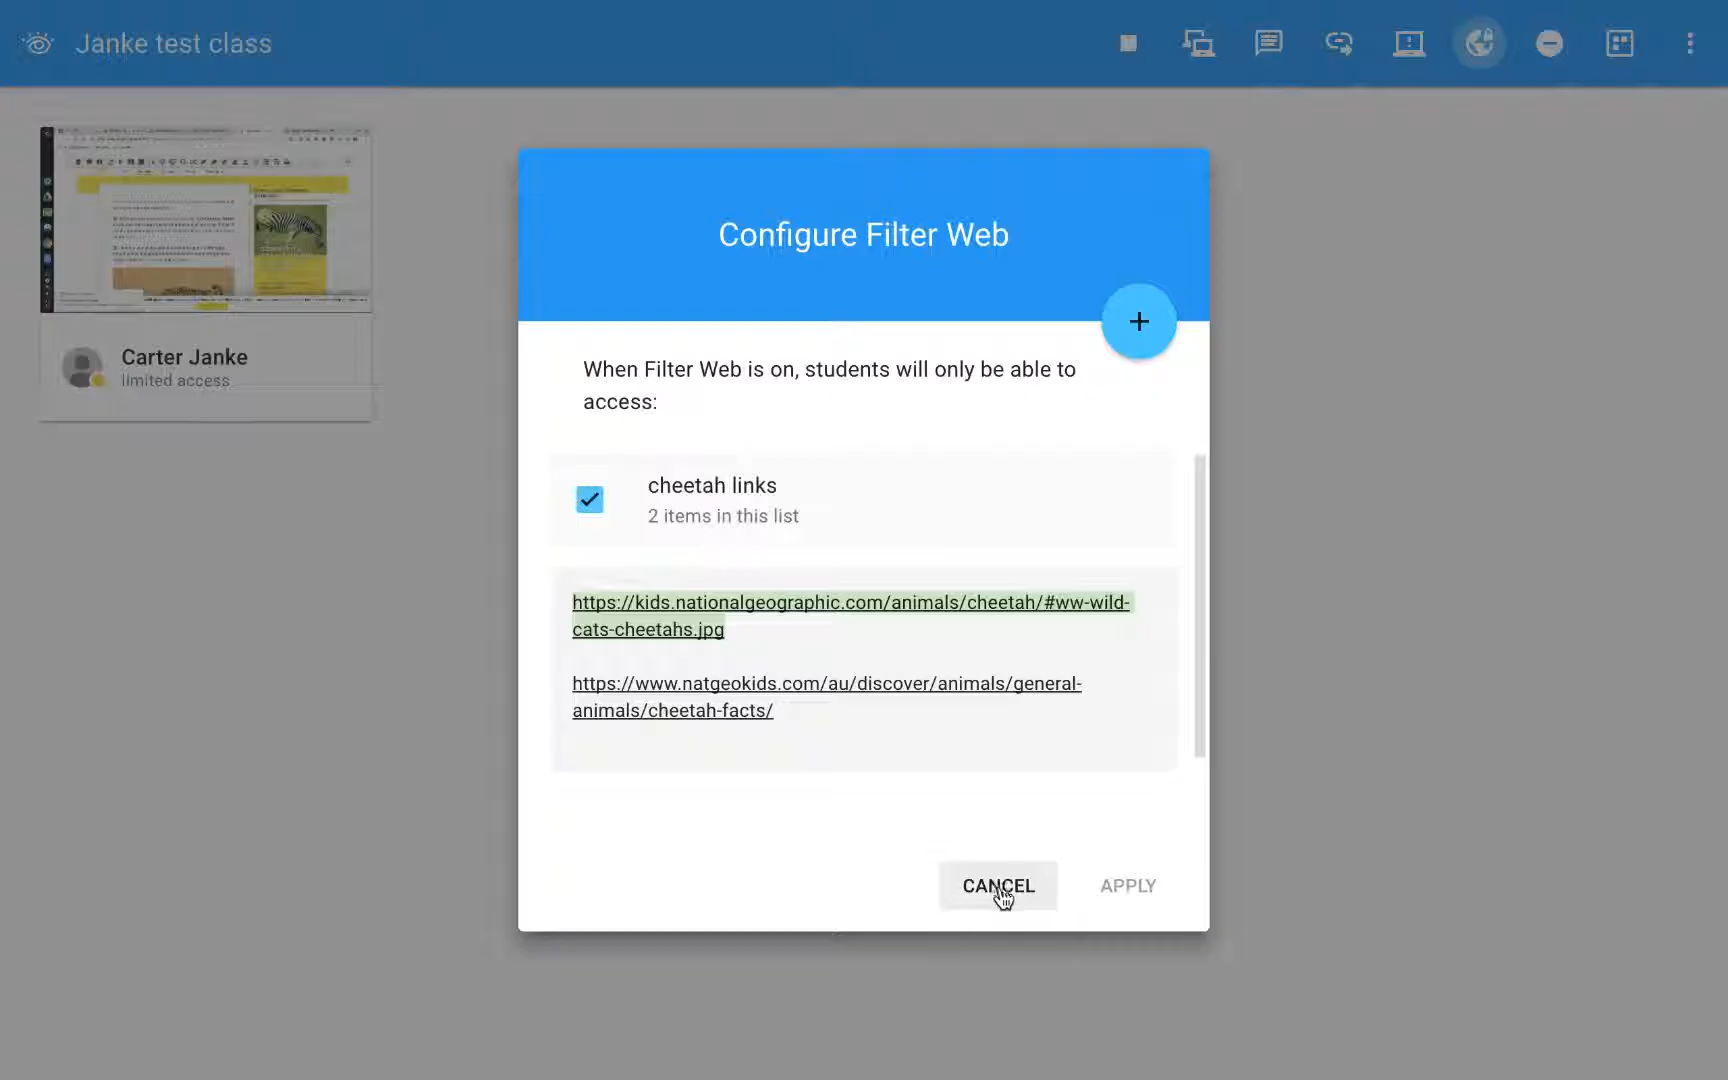 Janke test class
Configure Filter Web
+
When Filter Web is on, students will only be able to
access:
cheetah links
2 items in this list
https://kids.nationalgeographic.com/animals/cheetah/#ww-wild-
cats-cheetahs.jpg
https://www.natgeokids.com/au/discover/animals/general-
animals/cheetah-facts/
CANCEL
APPLY
Carter Janke
limited access